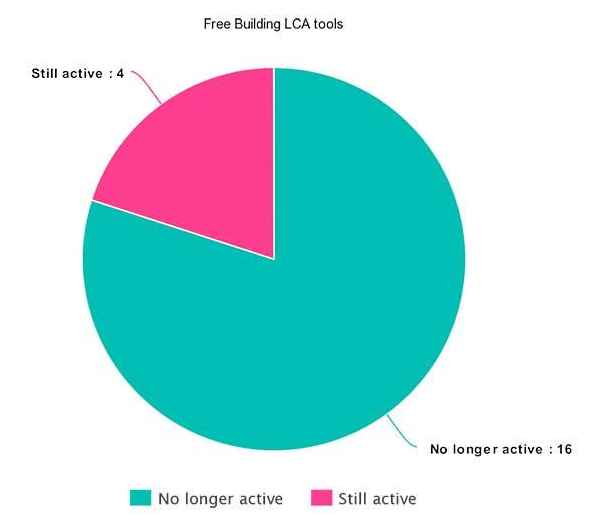 Free Building LCA tools
Still active : 4
No longer active : 16
No longer active
Still active